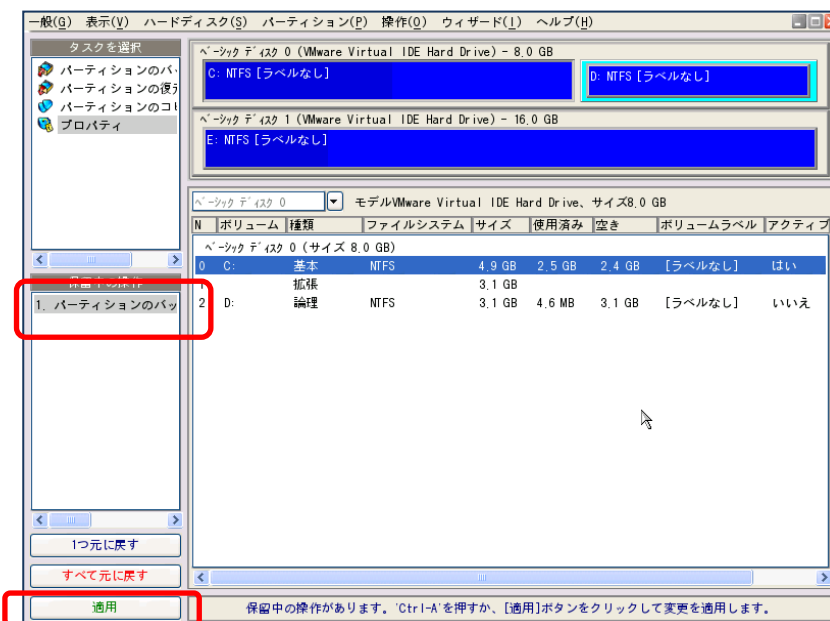 一般(G) 表示(V) ハードディスク(S) パーティション(P) 操作(O) ウィザード(I) ヘルプ(H)
タスクを選択
パーティションのバ
パーティションの復
パーティションのコ
プロパティ
ベーシック ディスク 0 (VMware Virtual IDE Hard Drive) - 8.0 GB
C: NTFS [ラベルなし]
D: NTFS [ラベルなし]
ベーシック ディスク 1 (VMware Virtual IDE Hard Drive) - 16.0 GB
E: NTFS [ラベルなし]
ベーシック ディスク 0 モデルVMware Virtual IDE Hard Drive、サイズ8.0 GB
N ボリューム 種類 ファイルシステム サイズ 使用済み 空き ボリュームラベル アクティブ
ベーシック ディスク 0 (サイズ 8.0 GB)
0 C: 基本 NTFS 4.9 GB 2.5 GB 2.4 GB [ラベルなし] はい
拡張 3.1 GB
2 D: 論理 NTFS 3.1 GB 4.6 MB 3.1 GB [ラベルなし] いいえ
保留中の操作
1. パーティションのバッ
1つ元に戻す
すべて元に戻す
適用
保留中の操作があります。'Ctrl-A'を押すか、[適用]ボタンをクリックして変更を適用します。